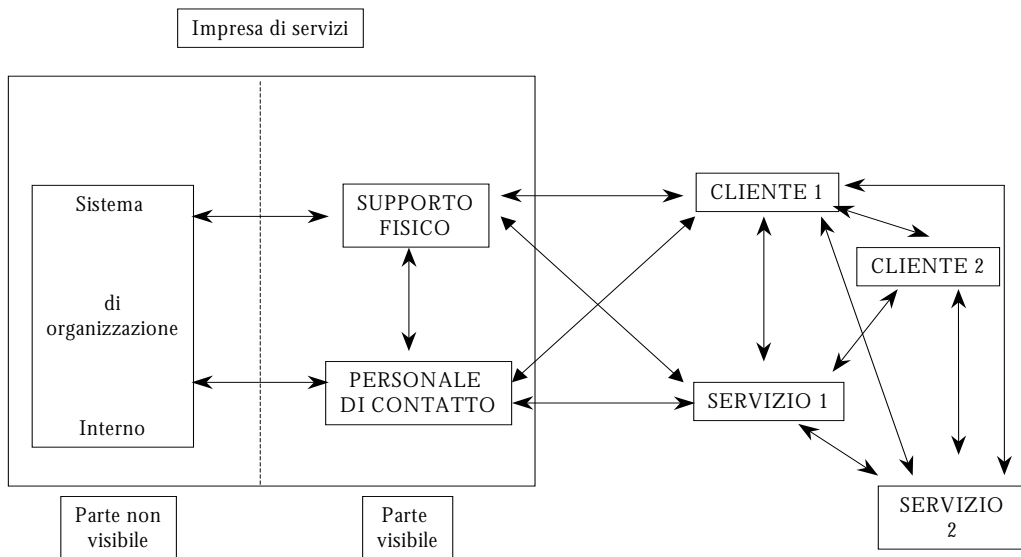 Impresa di servizi
Sistema
di
organizzazione
Interno
SUPPORTO
FISICO
PERSONALE
DI CONTATTO
CLIENTE 1
CLIENTE 2
SERVIZIO 1
SERVIZIO
2
Parte non
visibile
Parte
visibile